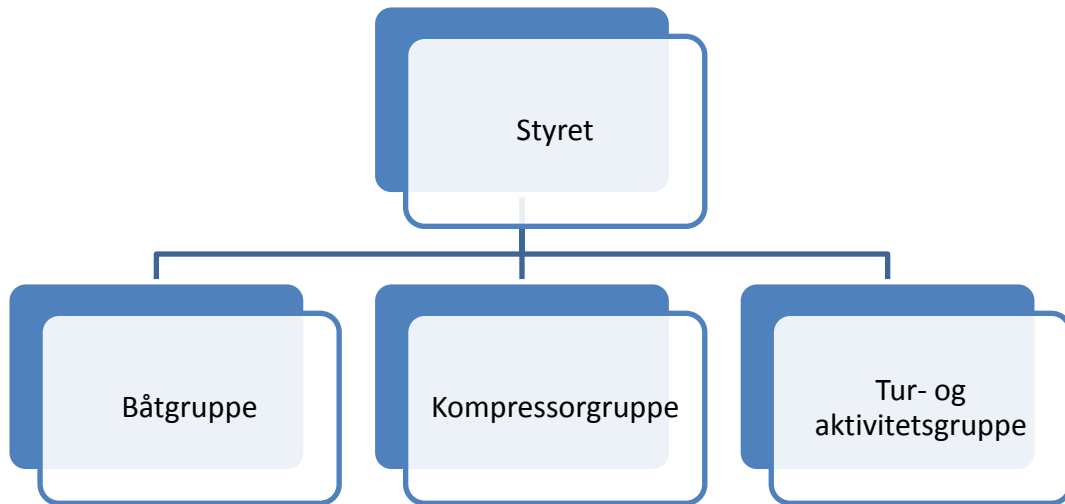 Styret
Båtgruppe
Kompressorgruppe
Tur- og
aktivitetsgruppe